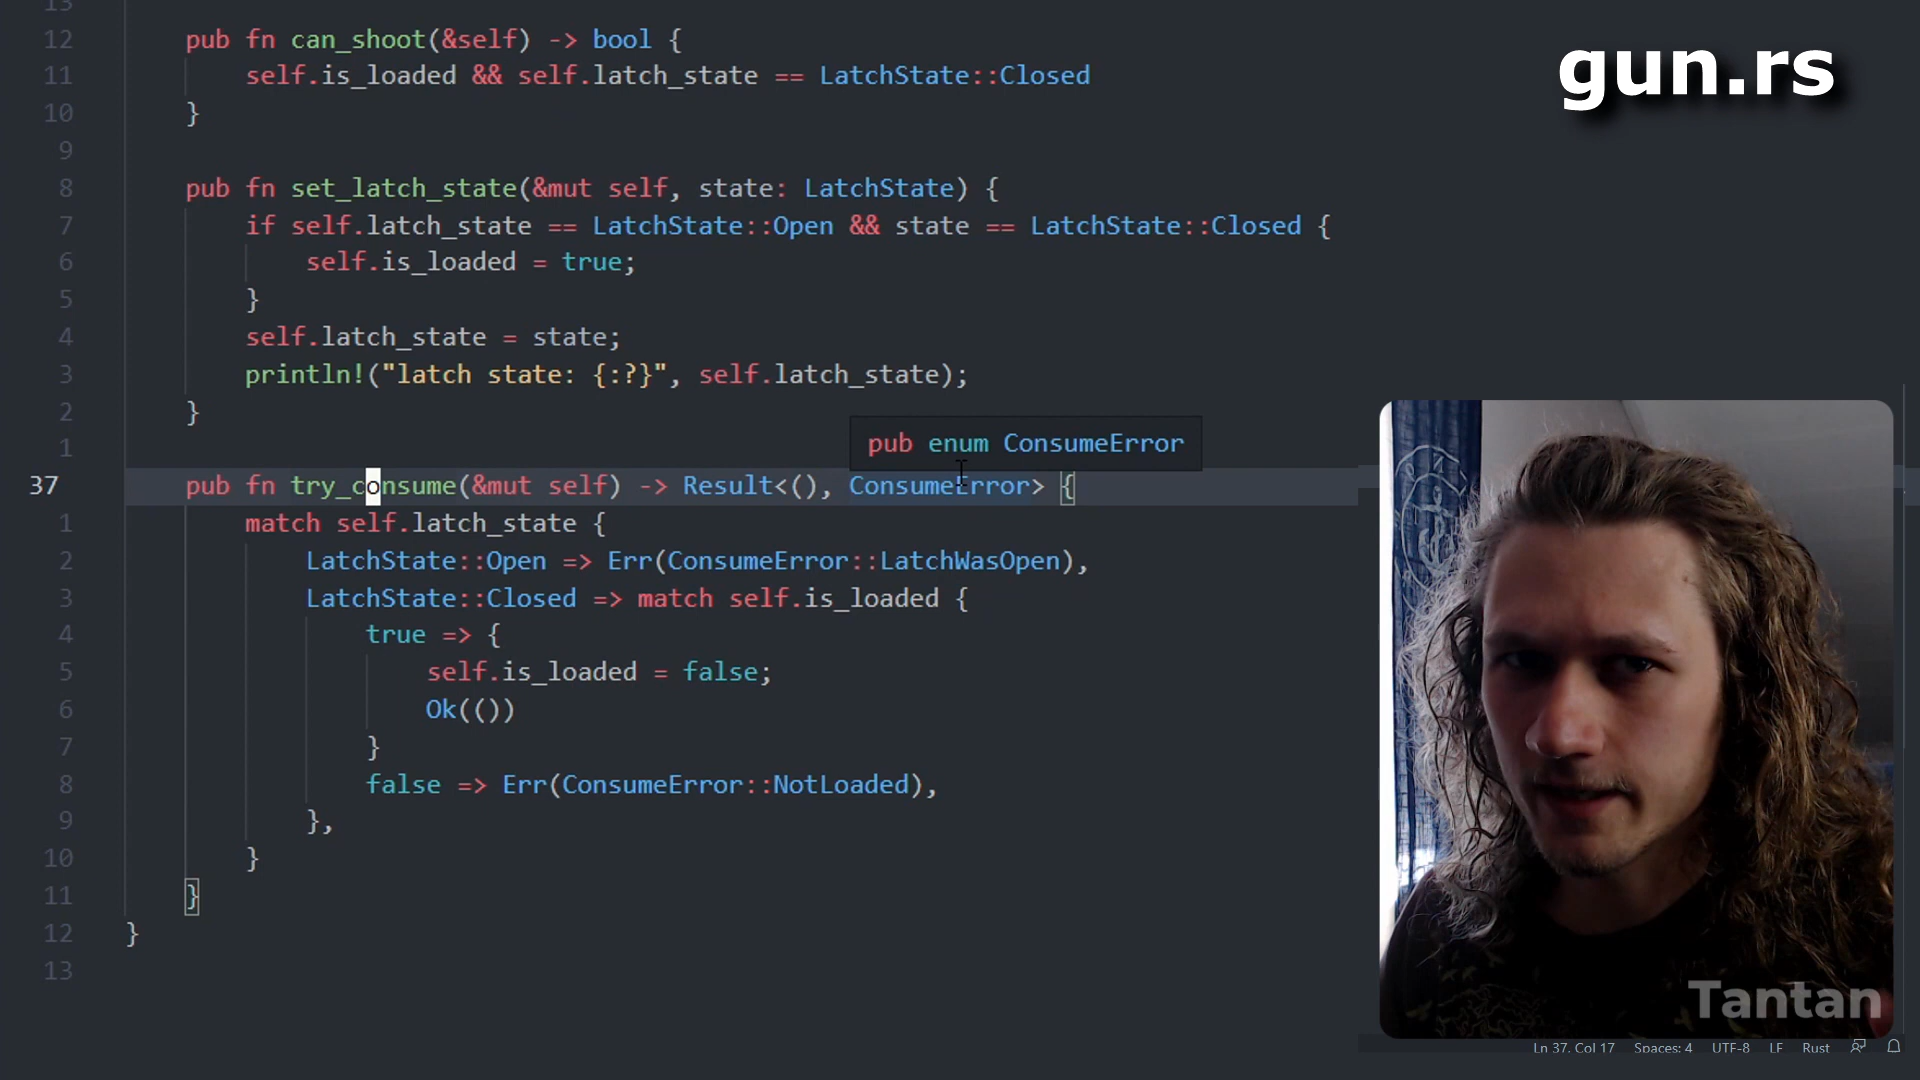 13
12 pub fn can_shoot(&self) -> bool {
11 self.is_loaded && self.latch_state == LatchState::Closed
10 }
9
8 pub fn set_latch_state(&mut self, state: LatchState) {
7 if self.latch_state == LatchState::Open && state == LatchState::Closed {
6 self.is_loaded = true;
5 }
4 self.latch_state = state;
3 println!("latch state: {:?}", self.latch_state);
2 }
1
pub enum ConsumeError
37 pub fn try_consume(&mut self) -> Result<(), ConsumeError> {
1 match self.latch_state {
2 LatchState::Open => Err(ConsumeError::LatchWasOpen),
3 LatchState::Closed => match self.is_loaded {
4 true => {
5 self.is_loaded = false;
6 Ok(())
7 }
8 false => Err(ConsumeError::NotLoaded),
9 },
10 }
11 }
12 }
13
gun.rs
Tantan
Ln 37, Col 17 Spaces: 4 UTF-8 LF Rust